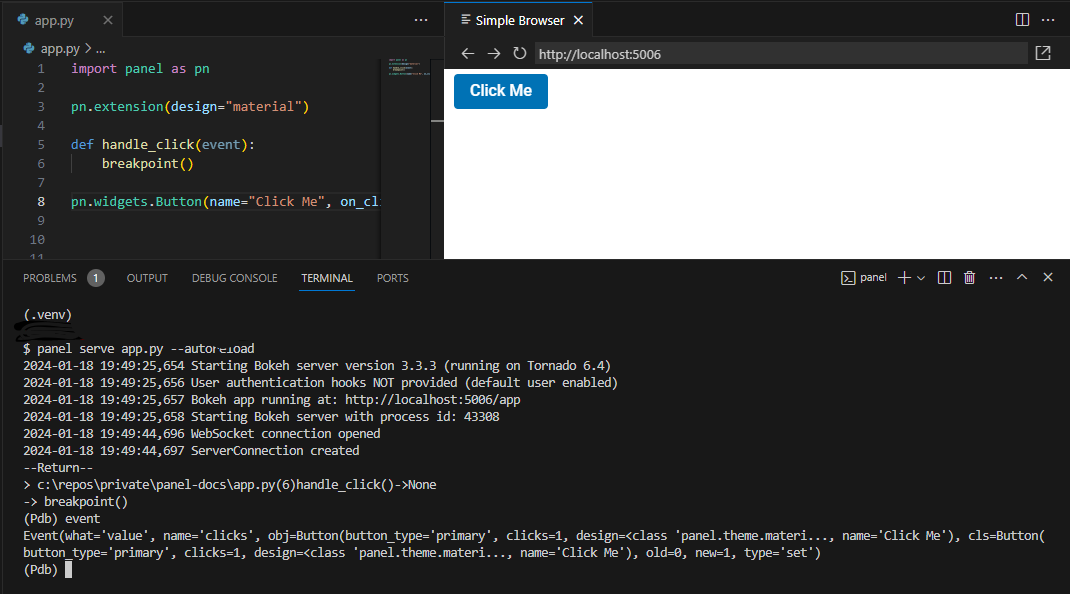 app.py
Simple Browser
app.py > ...
http://localhost:5006
1 import panel as pn
2
3 pn.extension(design="material")
4
5 def handle_click(event):
6     breakpoint()
7
8 pn.widgets.Button(name="Click Me", on_cli
9
10
11
Click Me
PROBLEMS 1 OUTPUT DEBUG CONSOLE TERMINAL PORTS
panel
(.venv)
$ panel serve app.py --autoreload
2024-01-18 19:49:25,654 Starting Bokeh server version 3.3.3 (running on Tornado 6.4)
2024-01-18 19:49:25,656 User authentication hooks NOT provided (default user enabled)
2024-01-18 19:49:25,657 Bokeh app running at: http://localhost:5006/app
2024-01-18 19:49:25,658 Starting Bokeh server with process id: 43308
2024-01-18 19:49:44,696 WebSocket connection opened
2024-01-18 19:49:44,697 ServerConnection created
--Return--
> c:\repos\private\panel-docs\app.py(6)handle_click()->None
-> breakpoint()
(Pdb) event
Event(what='value', name='clicks', obj=Button(button_type='primary', clicks=1, design=<class 'panel.theme.materi..., name='Click Me'), cls=Button(
button_type='primary', clicks=1, design=<class 'panel.theme.materi..., name='Click Me'), old=0, new=1, type='set')
(Pdb)